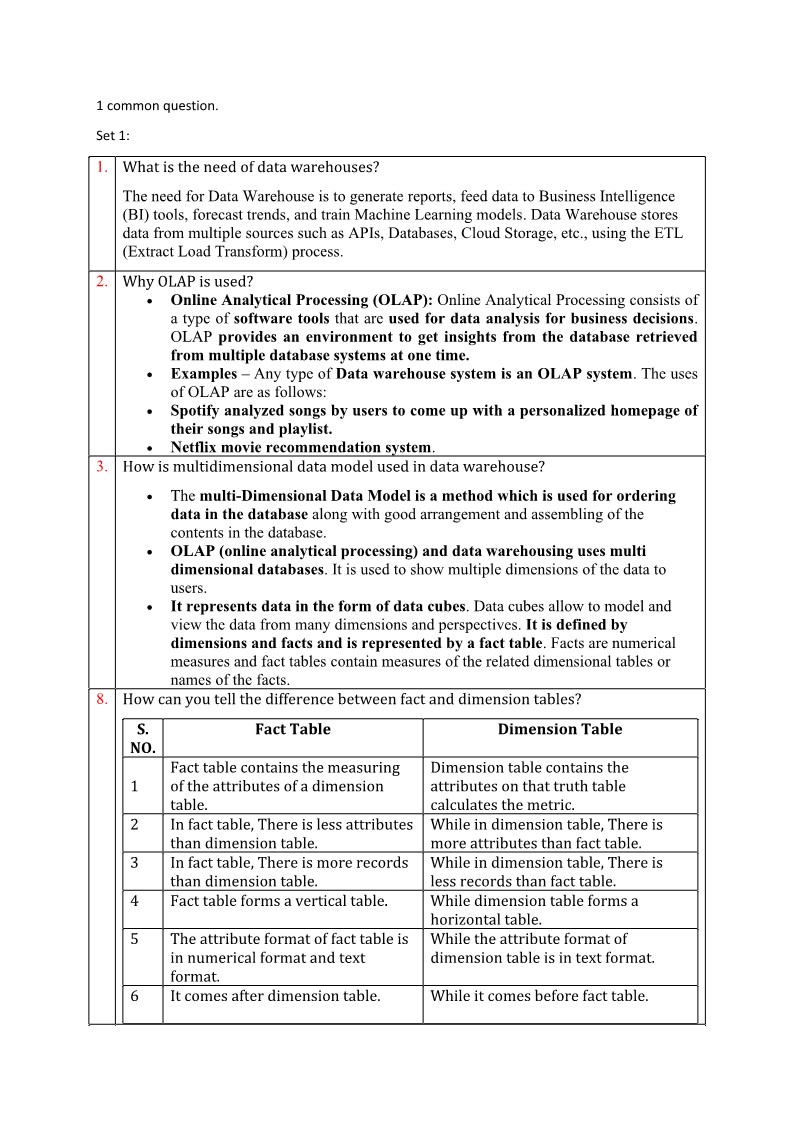 1 common question.
Set 1:
1. What is the need of data warehouses?
The need for Data Warehouse is to generate reports, feed data to Business Intelligence
(BI) tools, forecast trends, and train Machine Learning models. Data Warehouse stores
data from multiple sources such as APIs, Databases, Cloud Storage, etc., using the ETL
(Extract Load Transform) process.
2. Why OLAP is used?
• Online Analytical Processing (OLAP): Online Analytical Processing consists of
a type of software tools that are used for data analysis for business decisions.
OLAP provides an environment to get insights from the database retrieved
from multiple database systems at one time.
• Examples – Any type of Data warehouse system is an OLAP system. The uses
of OLAP are as follows:
• Spotify analyzed songs by users to come up with a personalized homepage of
their songs and playlist.
• Netflix movie recommendation system.
3. How is multidimensional data model used in data warehouse?
• The multi-Dimensional Data Model is a method which is used for ordering
data in the database along with good arrangement and assembling of the
contents in the database.
• OLAP (online analytical processing) and data warehousing uses multi
dimensional databases. It is used to show multiple dimensions of the data to
users.
• It represents data in the form of data cubes. Data cubes allow to model and
view the data from many dimensions and perspectives. It is defined by
dimensions and facts and is represented by a fact table. Facts are numerical
measures and fact tables contain measures of the related dimensional tables or
names of the facts.
8. How can you tell the difference between fact and dimension tables?
S. Fact Table Dimension Table
NO.
Fact table contains the measuring Dimension table contains the
1 of the attributes of a dimension attributes on that truth table
table. calculates the metric.
2 In fact table, There is less attributes While in dimension table, There is
than dimension table. more attributes than fact table.
3 In fact table, There is more records While in dimension table, There is
than dimension table. less records than fact table.
4 Fact table forms a vertical table. While dimension table forms a
horizontal table.
5 The attribute format of fact table is While the attribute format of
in numerical format and text dimension table is in text format.
format.
6 It comes after dimension table. While it comes before fact table.